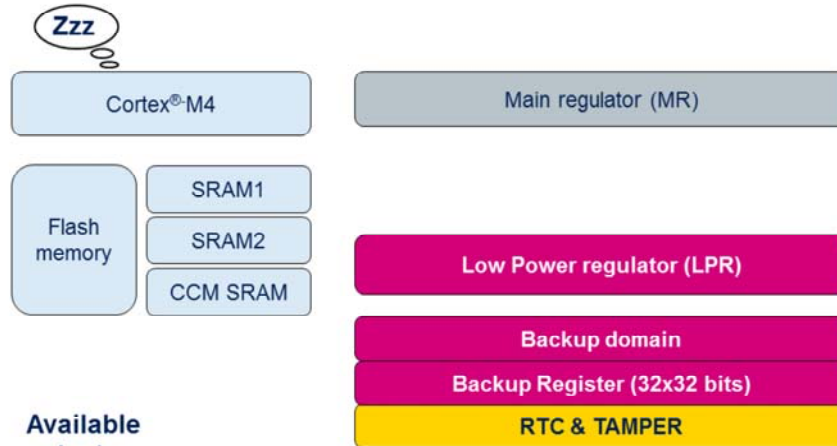 Zzz
Cortex®-M4
Main regulator (MR)
Flash
memory
SRAM1
SRAM2
CCM SRAM
Low Power regulator (LPR)
Backup domain
Backup Register (32x32 bits)
RTC & TAMPER
Available